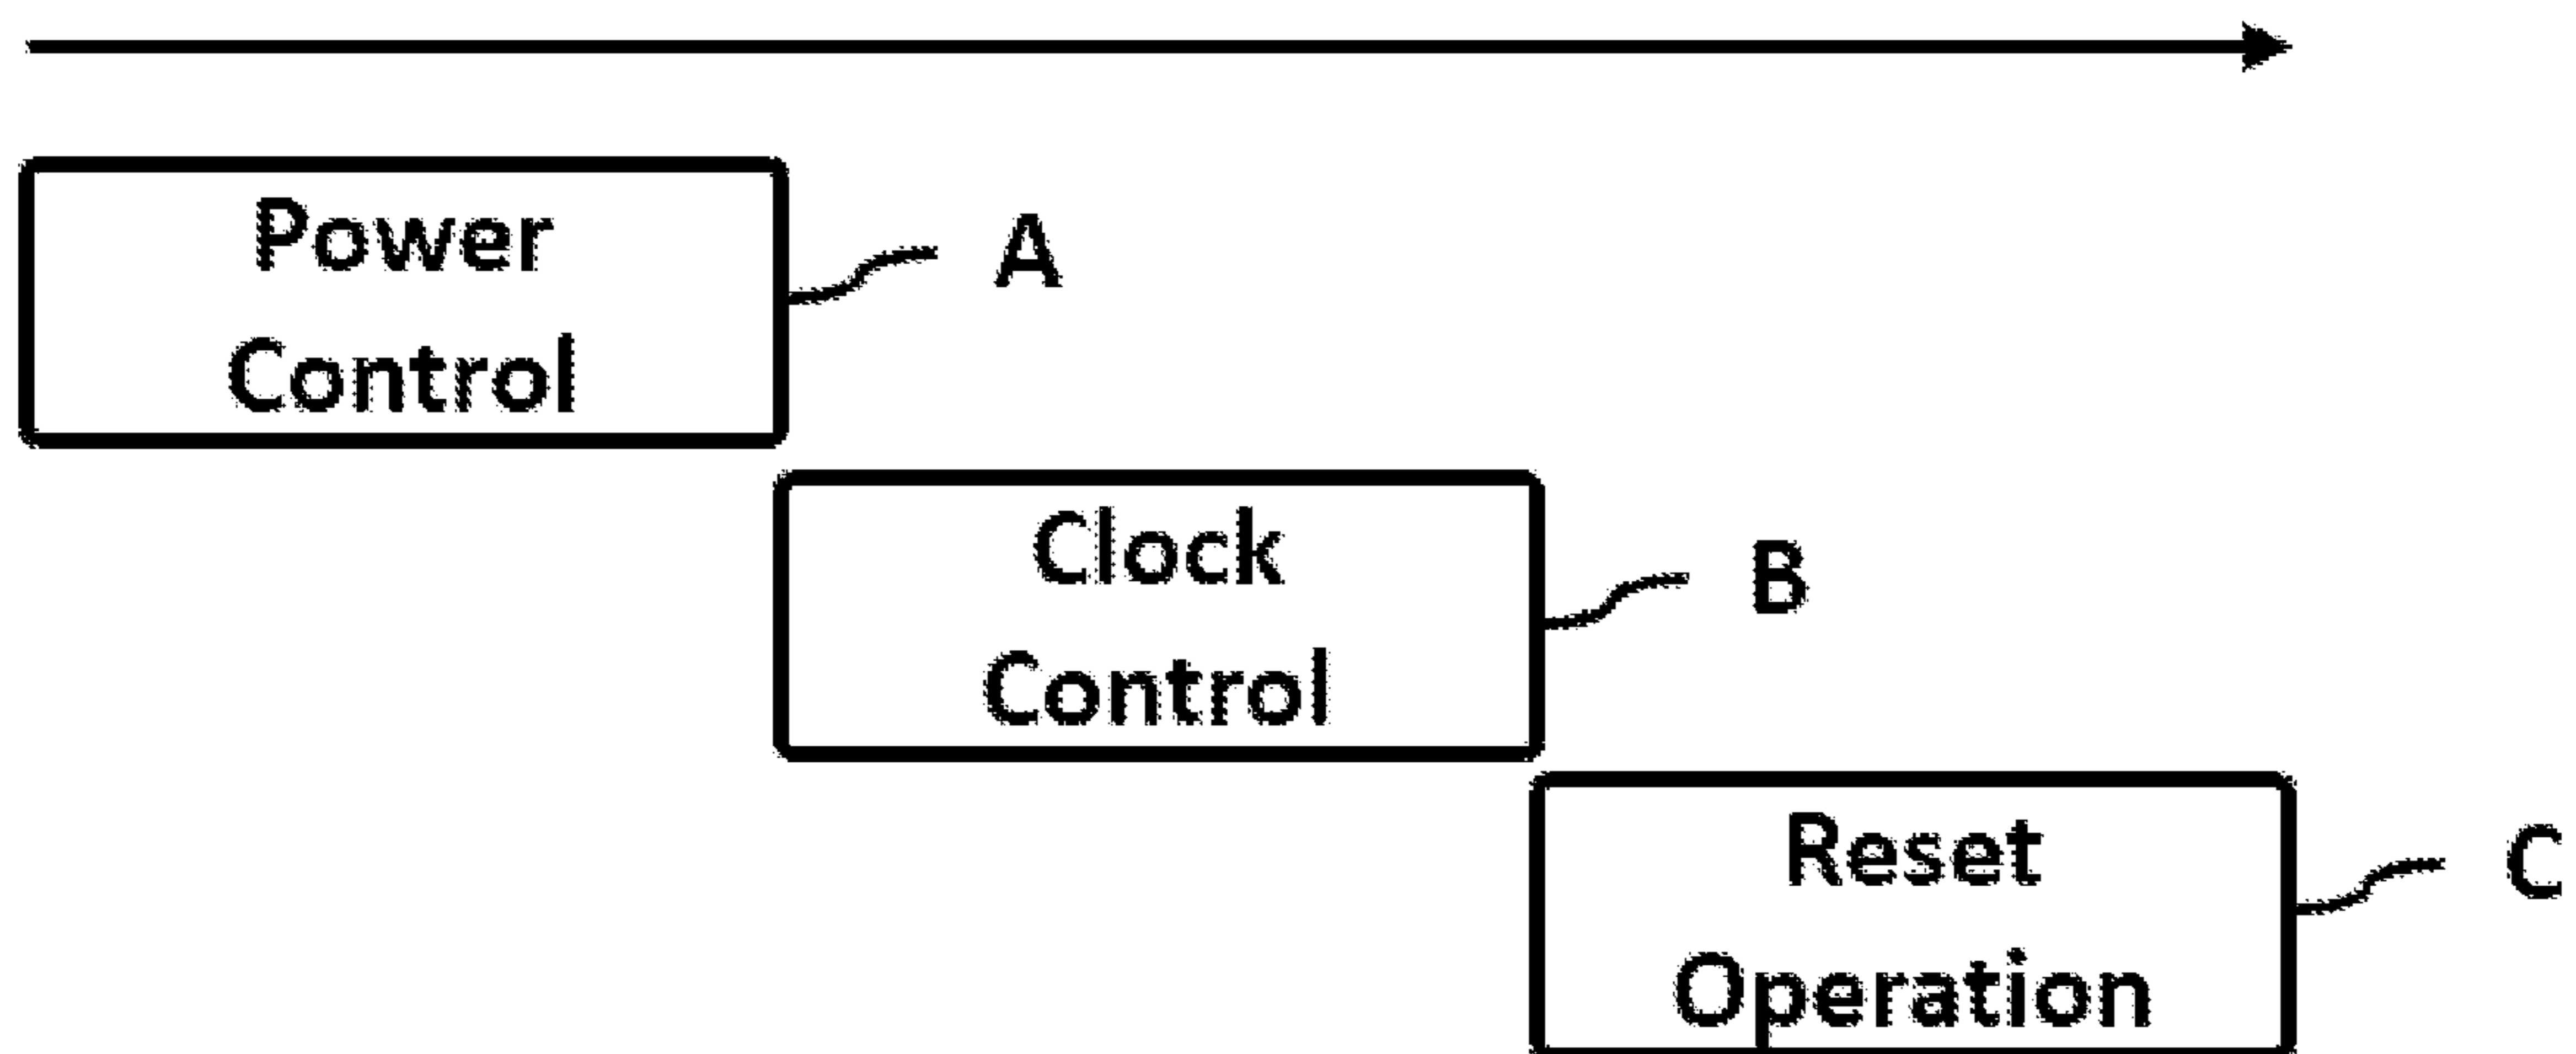 Power
Control
A
Clock
Control
B
Reset
Operation
C